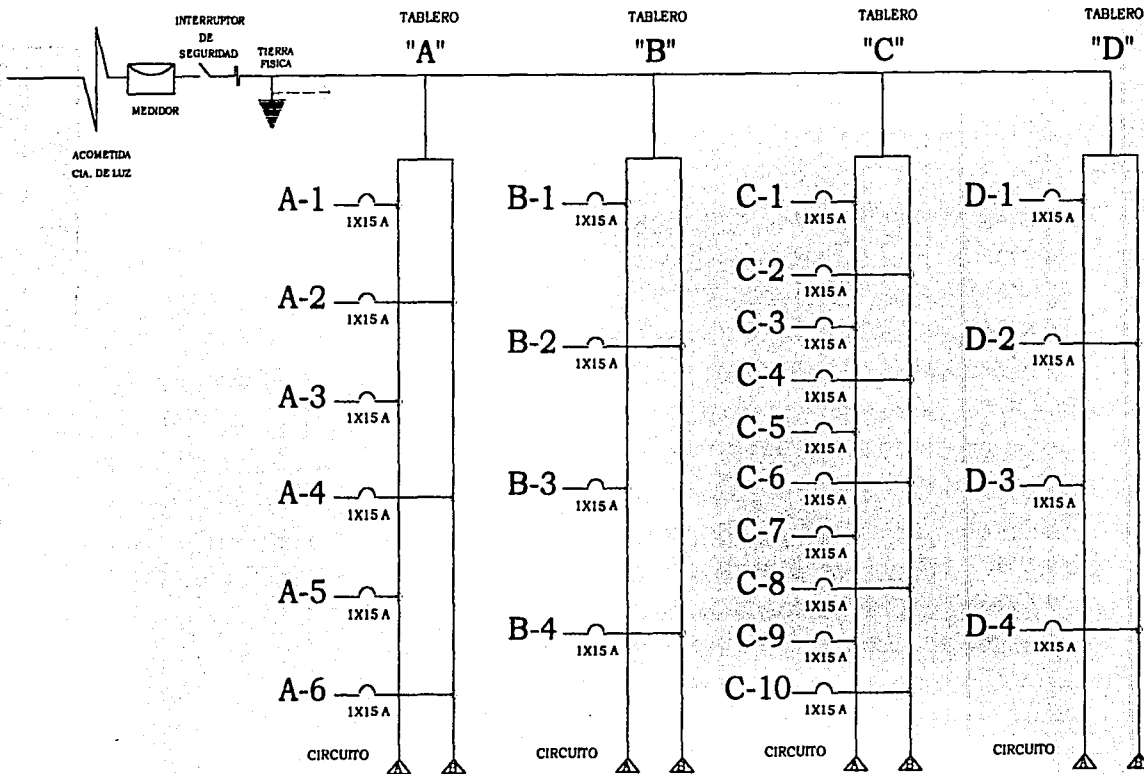 INTERRUPTOR
DE
SEGURIDAD
TIERRA
FISICA
MEDIDOR
ACOMETIDA
CIA. DE LUZ
TABLERO
"A"
A-1
1X15 A
A-2
1X15 A
A-3
1X15 A
A-4
1X15 A
A-5
1X15 A
A-6
1X15 A
CIRCUITO
A B
TABLERO
"B"
B-1
1X15 A
B-2
1X15 A
B-3
1X15 A
B-4
1X15 A
CIRCUITO
A B
TABLERO
"C"
C-1
1X15 A
C-2
1X15 A
C-3
1X15 A
C-4
1X15 A
C-5
1X15 A
C-6
1X15 A
C-7
1X15 A
C-8
1X15 A
C-9
1X15 A
C-10
1X15 A
CIRCUITO
A B
TABLERO
"D"
D-1
1X15 A
D-2
1X15 A
D-3
1X15 A
D-4
1X15 A
CIRCUITO
A B